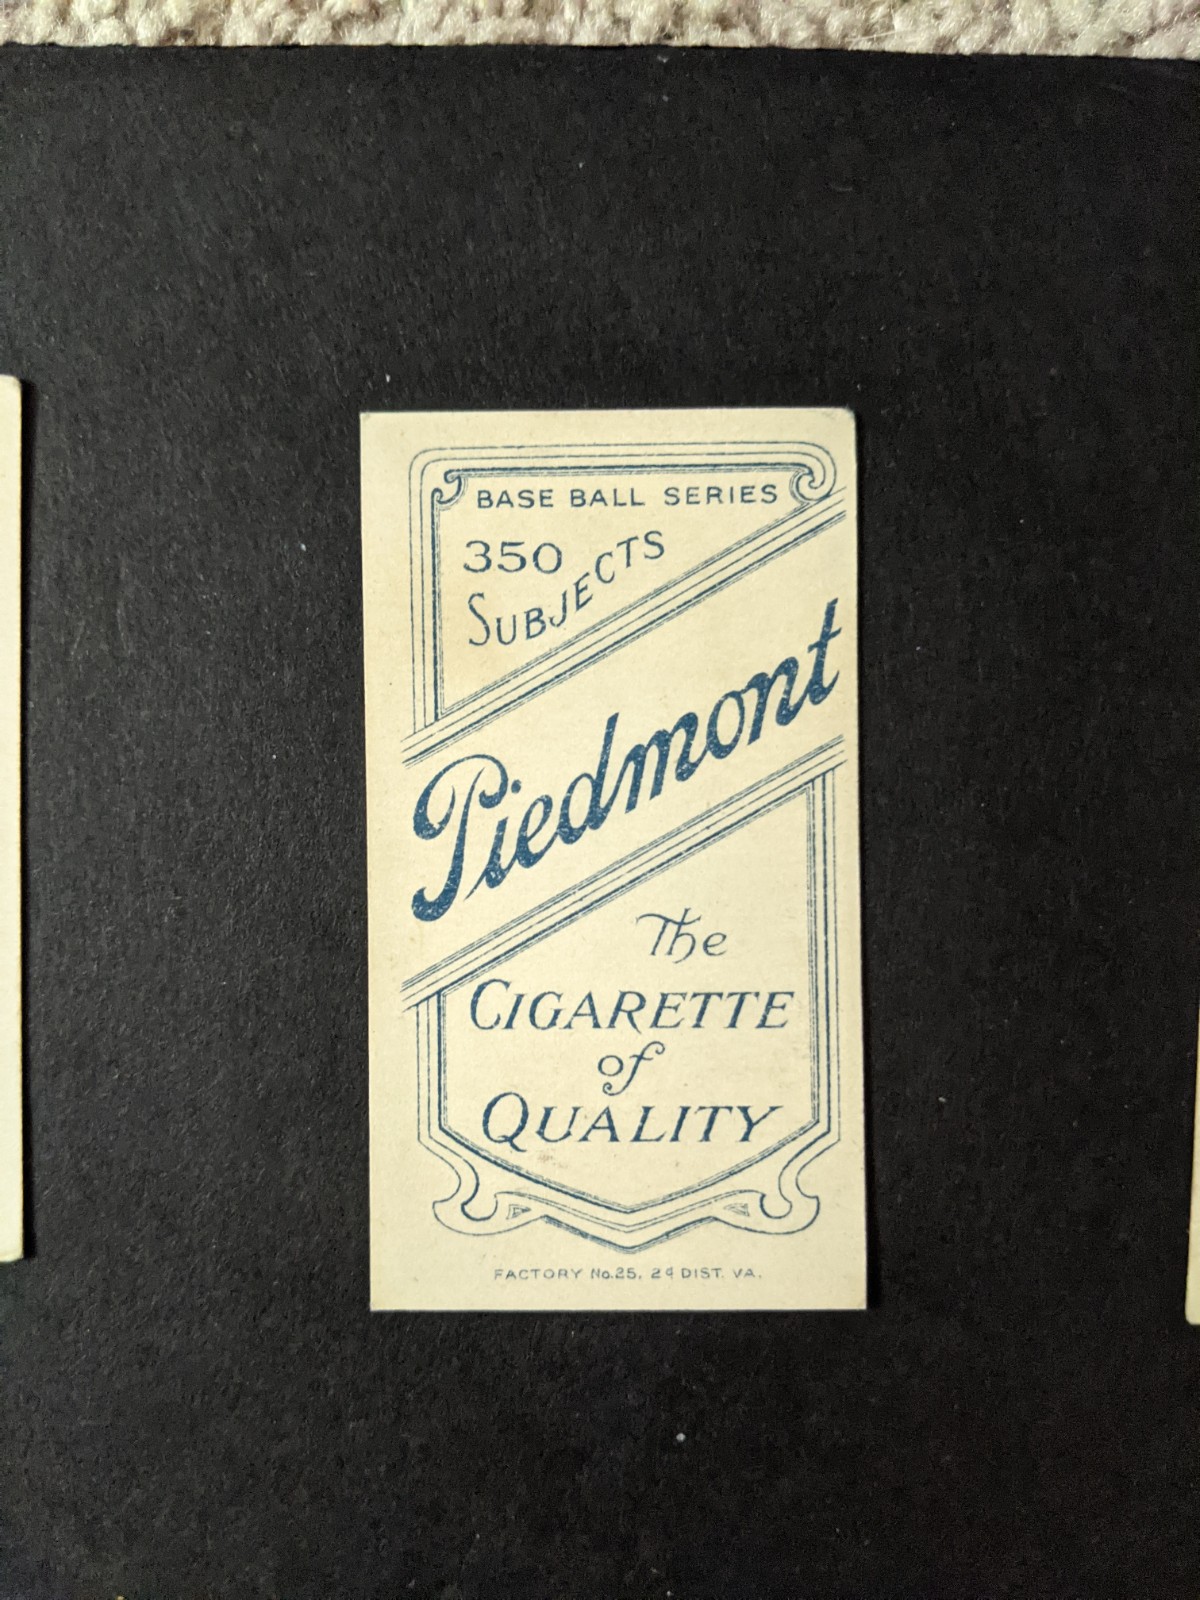 BASE BALL SERIES
350
SUBJECTS
Piedmont
The
CIGARETTE
of
QUALITY
FACTORY No.25, 2d DIST. VA.